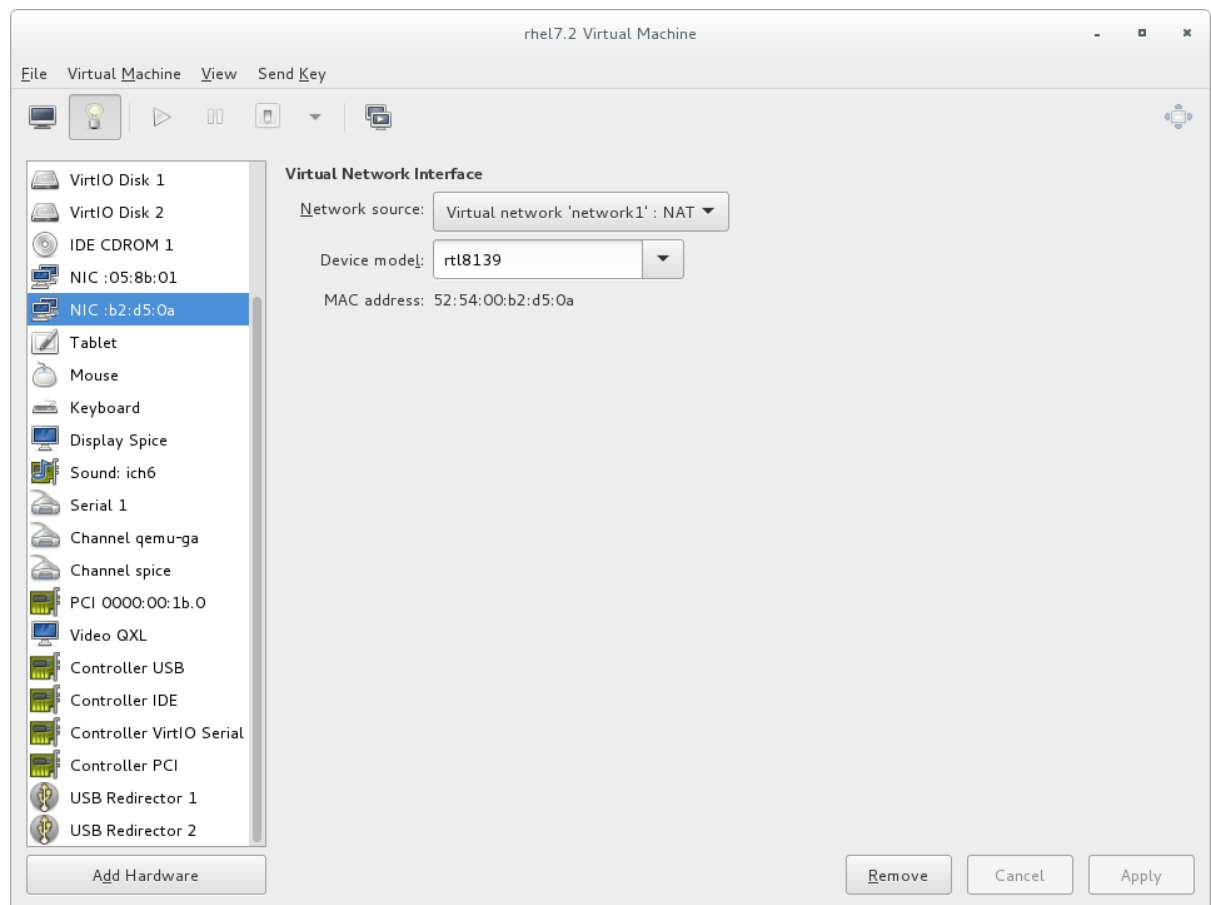 rhel7.2 Virtual Machine
File Virtual Machine View Send Key
VirtIO Disk 1
VirtIO Disk 2
IDE CDROM 1
NIC :05:8b:01
NIC :b2:d5:0a
Tablet
Mouse
Keyboard
Display Spice
Sound: ich6
Serial 1
Channel qemu-ga
Channel spice
PCI 0000:00:1b.0
Video QXL
Controller USB
Controller IDE
Controller VirtIO Serial
Controller PCI
USB Redirector 1
USB Redirector 2
Add Hardware
Virtual Network Interface
Network source: Virtual network 'network1' : NAT
Device model: rtl8139
MAC address: 52:54:00:b2:d5:0a
Remove Cancel Apply